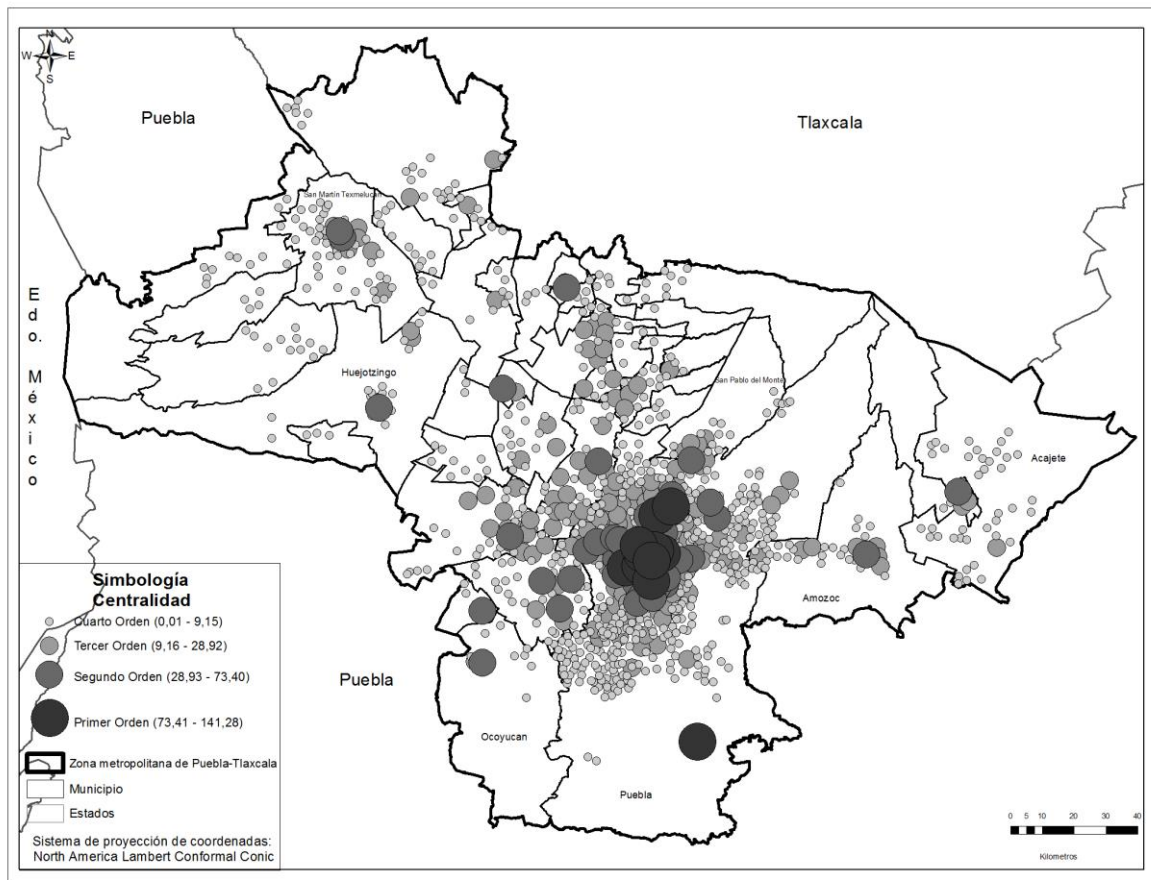 N
W E
S
Puebla
Tlaxcala
San Martín Texmelucan
Edo. México
Huejotzingo
San Pablo del Monte
Acajete
Amozoc
Puebla
Ocoyucan
Puebla
Simbología
Centralidad
Cuarto Orden (0,01 - 9,15)
Tercer Orden (9,16 - 28,92)
Segundo Orden (28,93 - 73,40)
Primer Orden (73,41 - 141,28)
Zona metropolitana de Puebla-Tlaxcala
Municipio
Estados
Sistema de proyección de coordenadas:
North America Lambert Conformal Conic
0 5 10 20 30 40
Kilometros